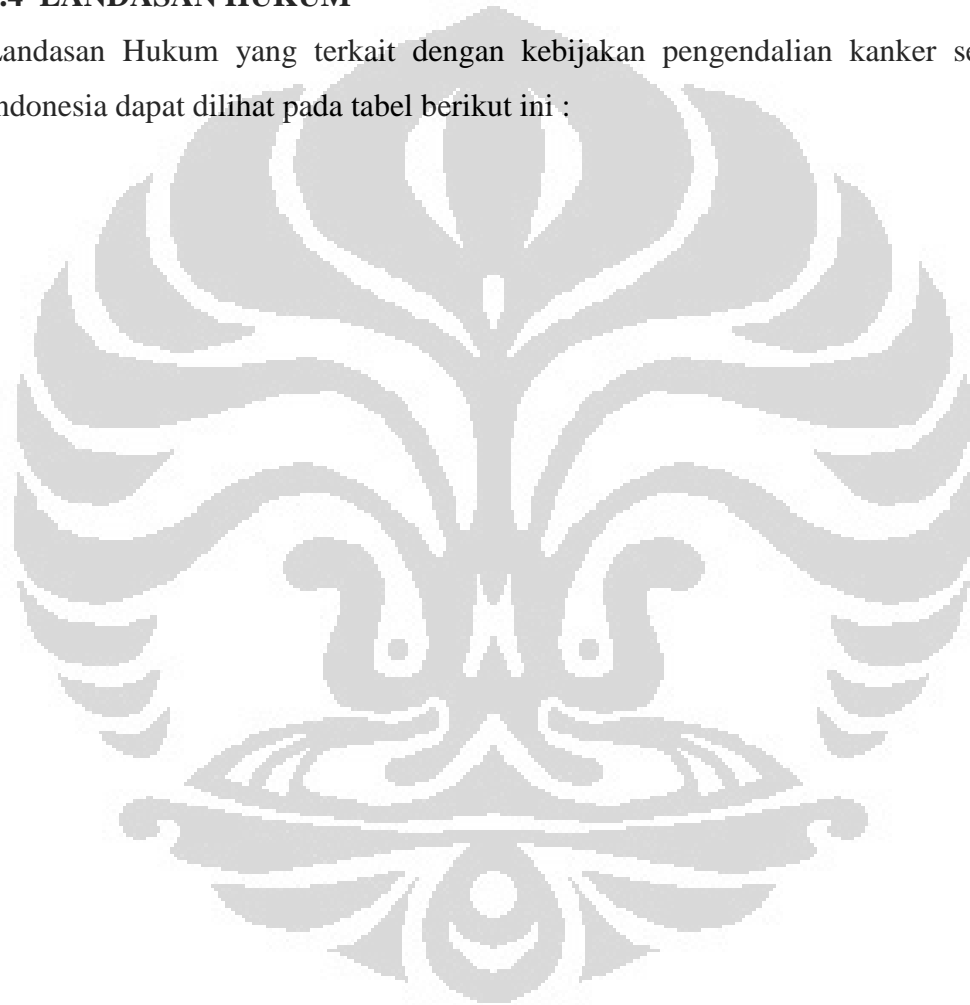 .4 LANDASAN HUKUM
andasan Hukum yang terkait dengan kebijakan pengendalian kanker se
ndonesia dapat dilihat pada tabel berikut ini :